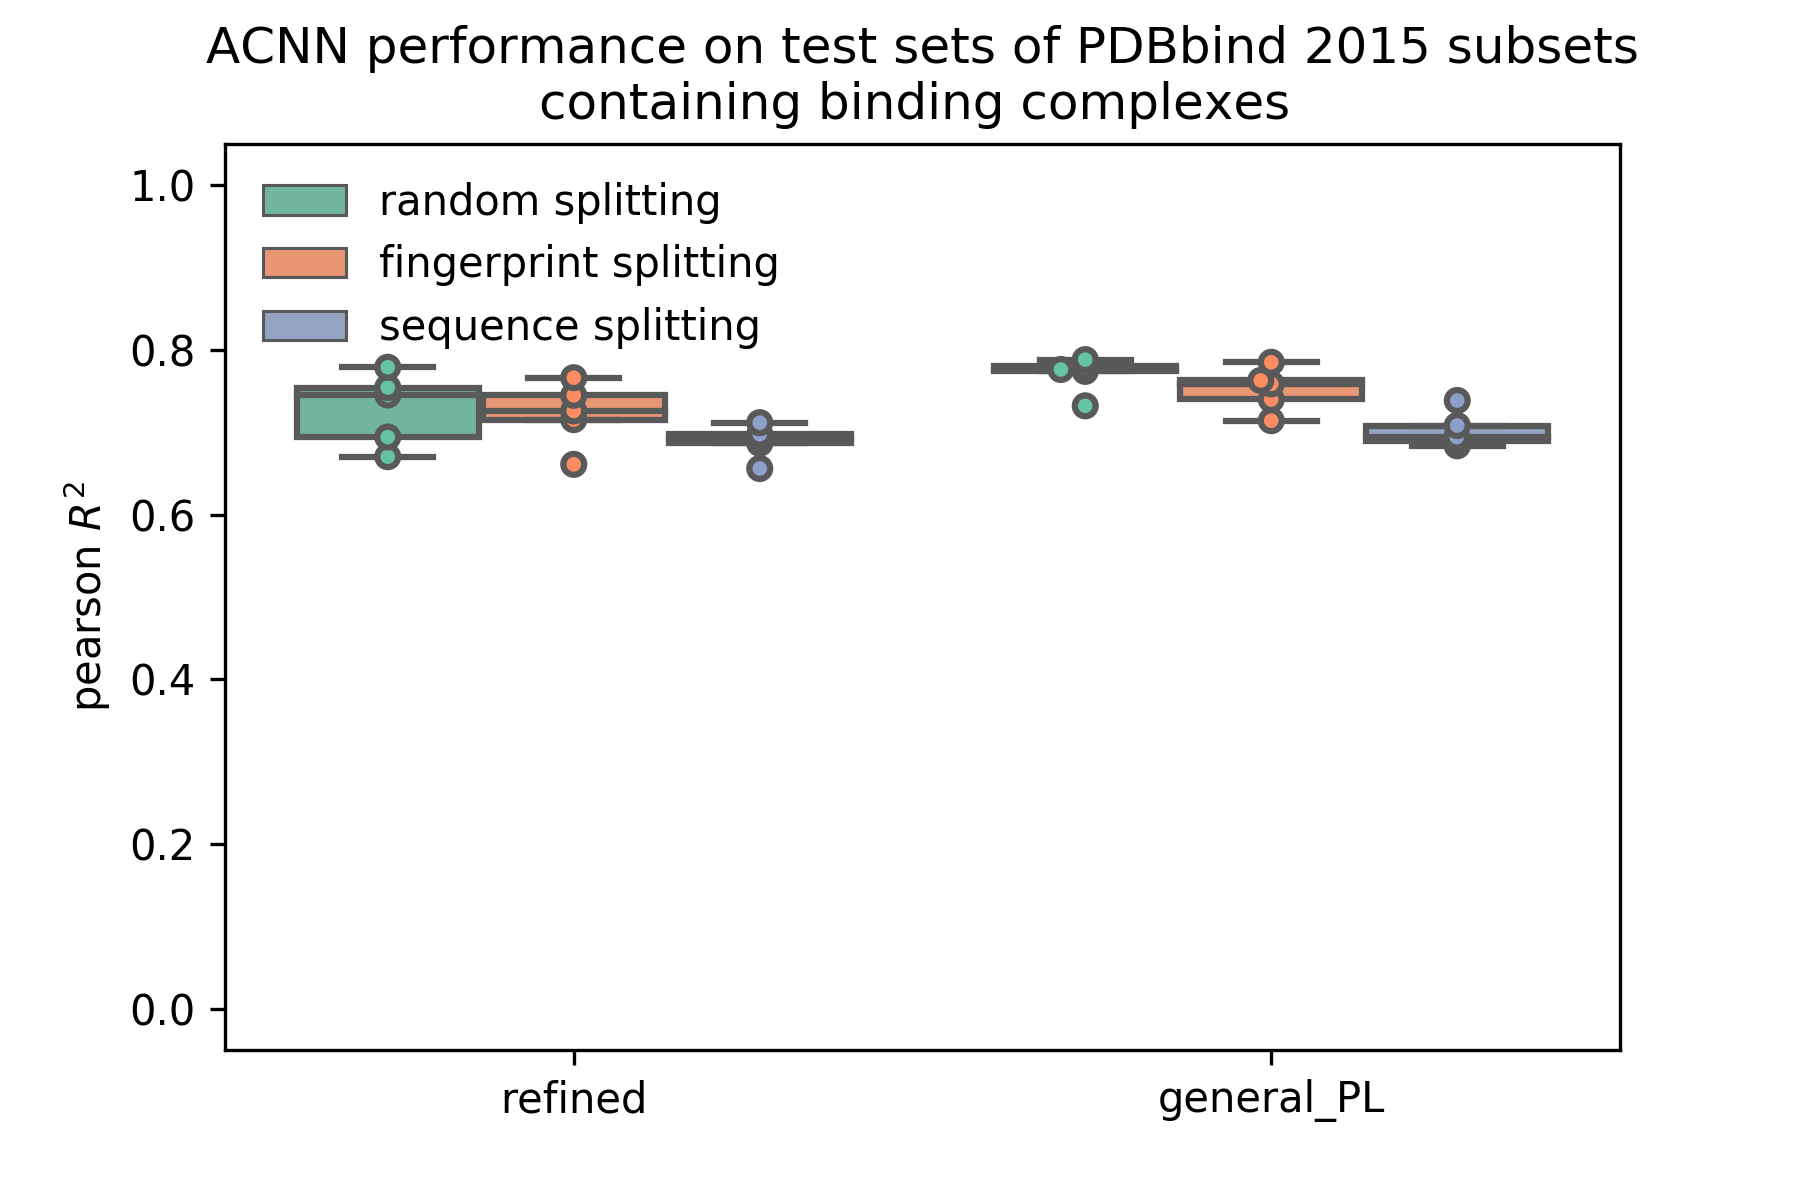 ACNN performance on test sets of PDBbind 2015 subsets
containing binding complexes
random splitting
fingerprint splitting
sequence splitting
1.0
0.8
0.6
0.4
0.2
0.0
pearson R²
refined
general_PL